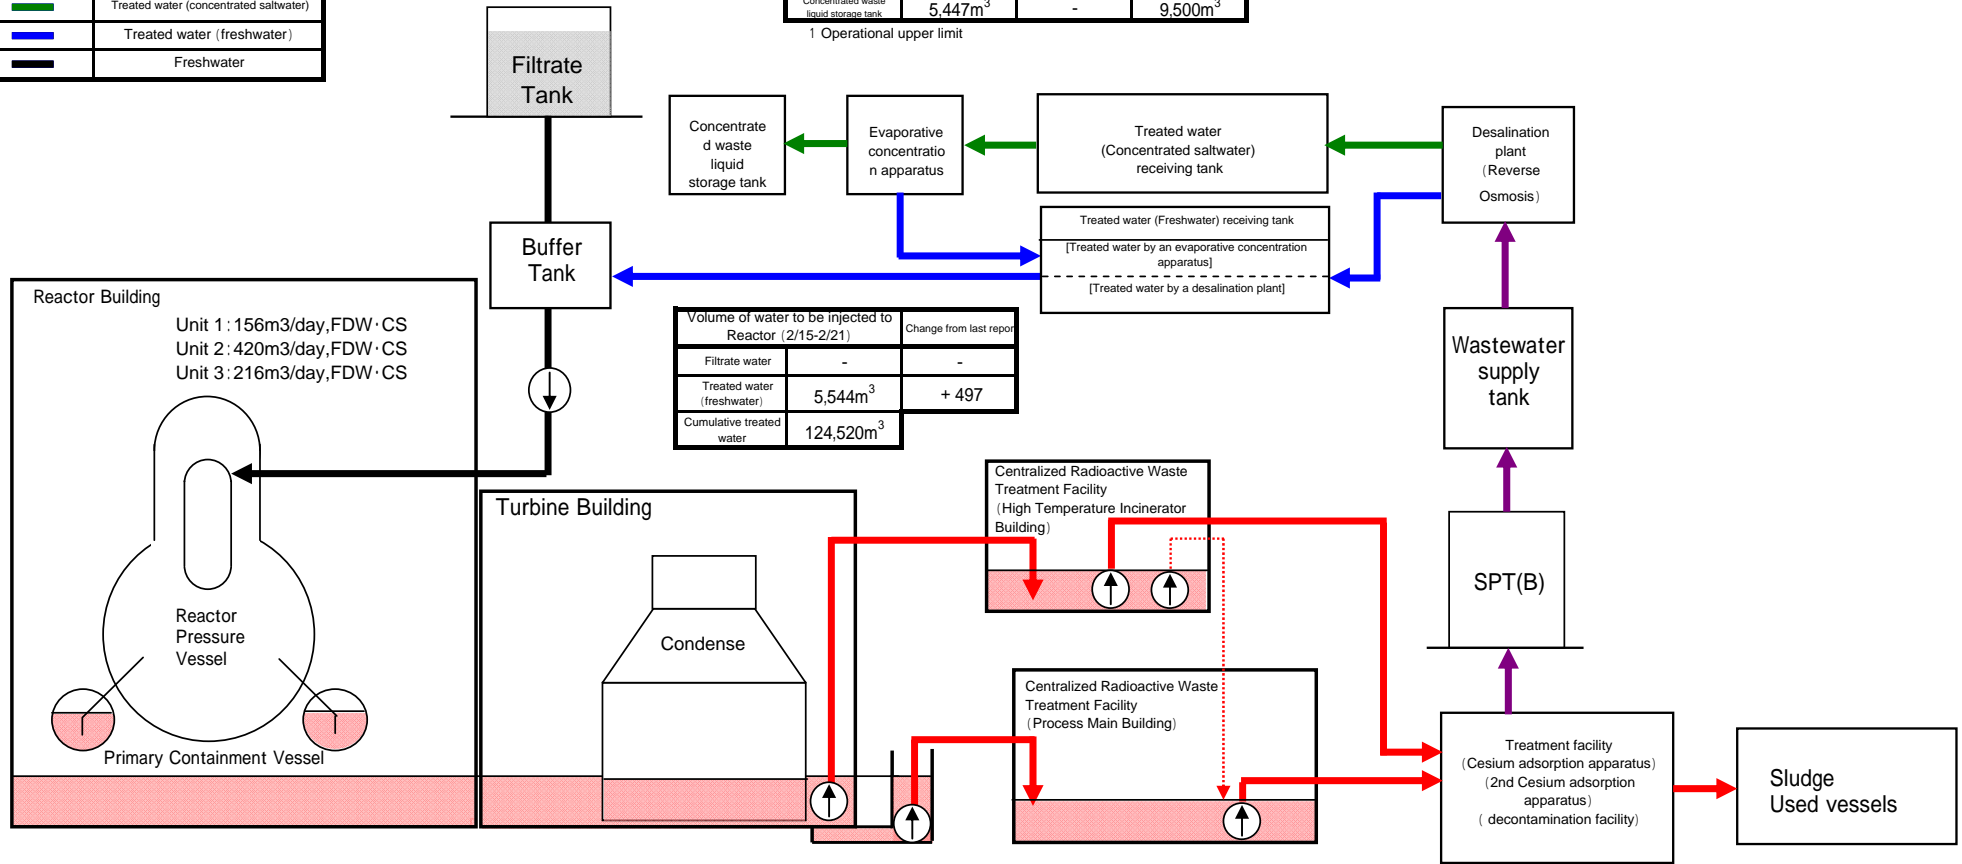 Treated water (concentrated saltwater)
Treated water (freshwater)
Freshwater
Concentrated waste
liquid storage tank
5,447m3
-
9,500m3
1 Operational upper limit
Filtrate
Tank
Concentrate
d waste
liquid
storage tank
Evaporative
concentratio
n apparatus
Treated water
(Concentrated saltwater)
receiving tank
Desalination
plant
(Reverse
Osmosis)
Treated water (Freshwater) receiving tank
[Treated water by an evaporative concentration
apparatus]
[Treated water by a desalination plant]
Buffer
Tank
Reactor Building
Unit 1:156m3/day,FDW・CS
Unit 2:420m3/day,FDW・CS
Unit 3:216m3/day,FDW・CS
Volume of water to be injected to
Reactor (2/15-2/21)
Change from last repor
Filtrate water
-
-
Treated water
(freshwater)
5,544m3
+ 497
Cumulative treated
water
124,520m3
Wastewater
supply
tank
Centralized Radioactive Waste
Treatment Facility
(High Temperature Incinerator
Building)
Turbine Building
SPT(B)
Reactor
Pressure
Vessel
Condense
Centralized Radioactive Waste
Treatment Facility
(Process Main Building)
Primary Containment Vessel
Treatment facility
(Cesium adsorption apparatus)
(2nd Cesium adsorption
apparatus)
( decontamination facility)
Sludge
Used vessels